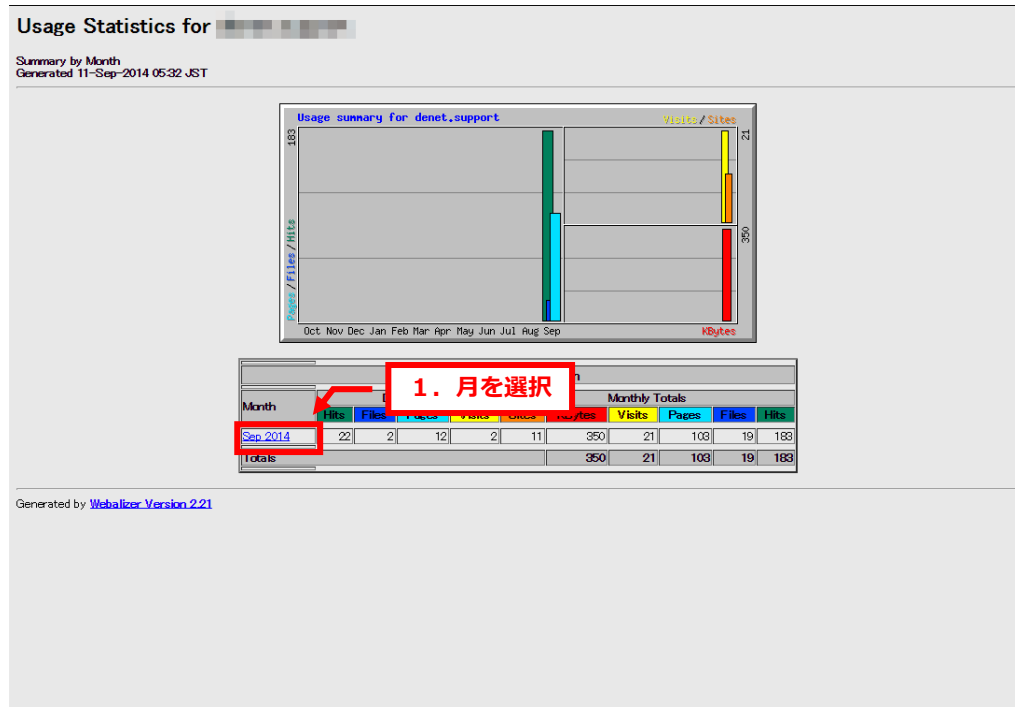 Usage Statistics for
Summary by Month
Generated 11-Sep-2014 05:32 JST
Usage summary for denet.support
Visits / Sites
183
21
Pages / Files / Hits
350
Oct Nov Dec Jan Feb Mar Apr May Jun Jul Aug Sep
KBytes
1. 月を選択
Month
Monthly Totals
Hits Files Pages Visits Sites KBytes Visits Pages Files Hits
Sep 2014 22 2 12 2 11 350 21 103 19 183
Totals 350 21 103 19 183
Generated by Webalizer Version 2.21